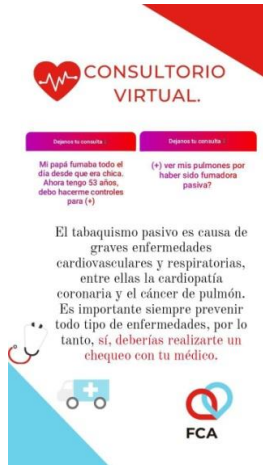 CONSULTORIO
VIRTUAL.
Dejanos tu consulta
Mi papá fumaba todo el
día desde que era chica.
Ahora tengo 53 años,
debo hacerme controles
para (+)
Dejanos tu consulta
(+) ver mis pulmones por
haber sido fumadora
pasiva?
El tabaquismo pasivo es causa de
graves enfermedades
cardiovasculares y respiratorias,
entre ellas la cardiopatía
coronaria y el cáncer de pulmón.
Es importante siempre prevenir
todo tipo de enfermedades, por lo
tanto, sí, deberías realizarte un
chequeo con tu médico.
FCA